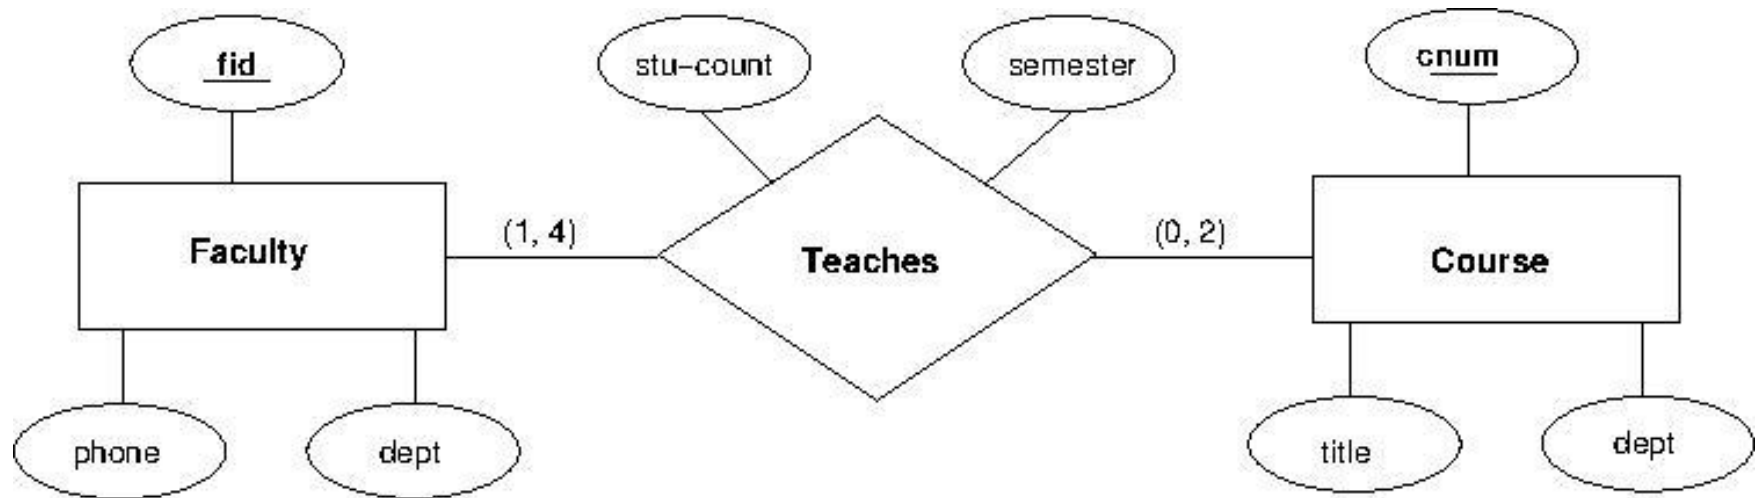 fid
stu-count
semester
cnum
Faculty
(1, 4)
Teaches
(0, 2)
Course
phone
dept
title
dept